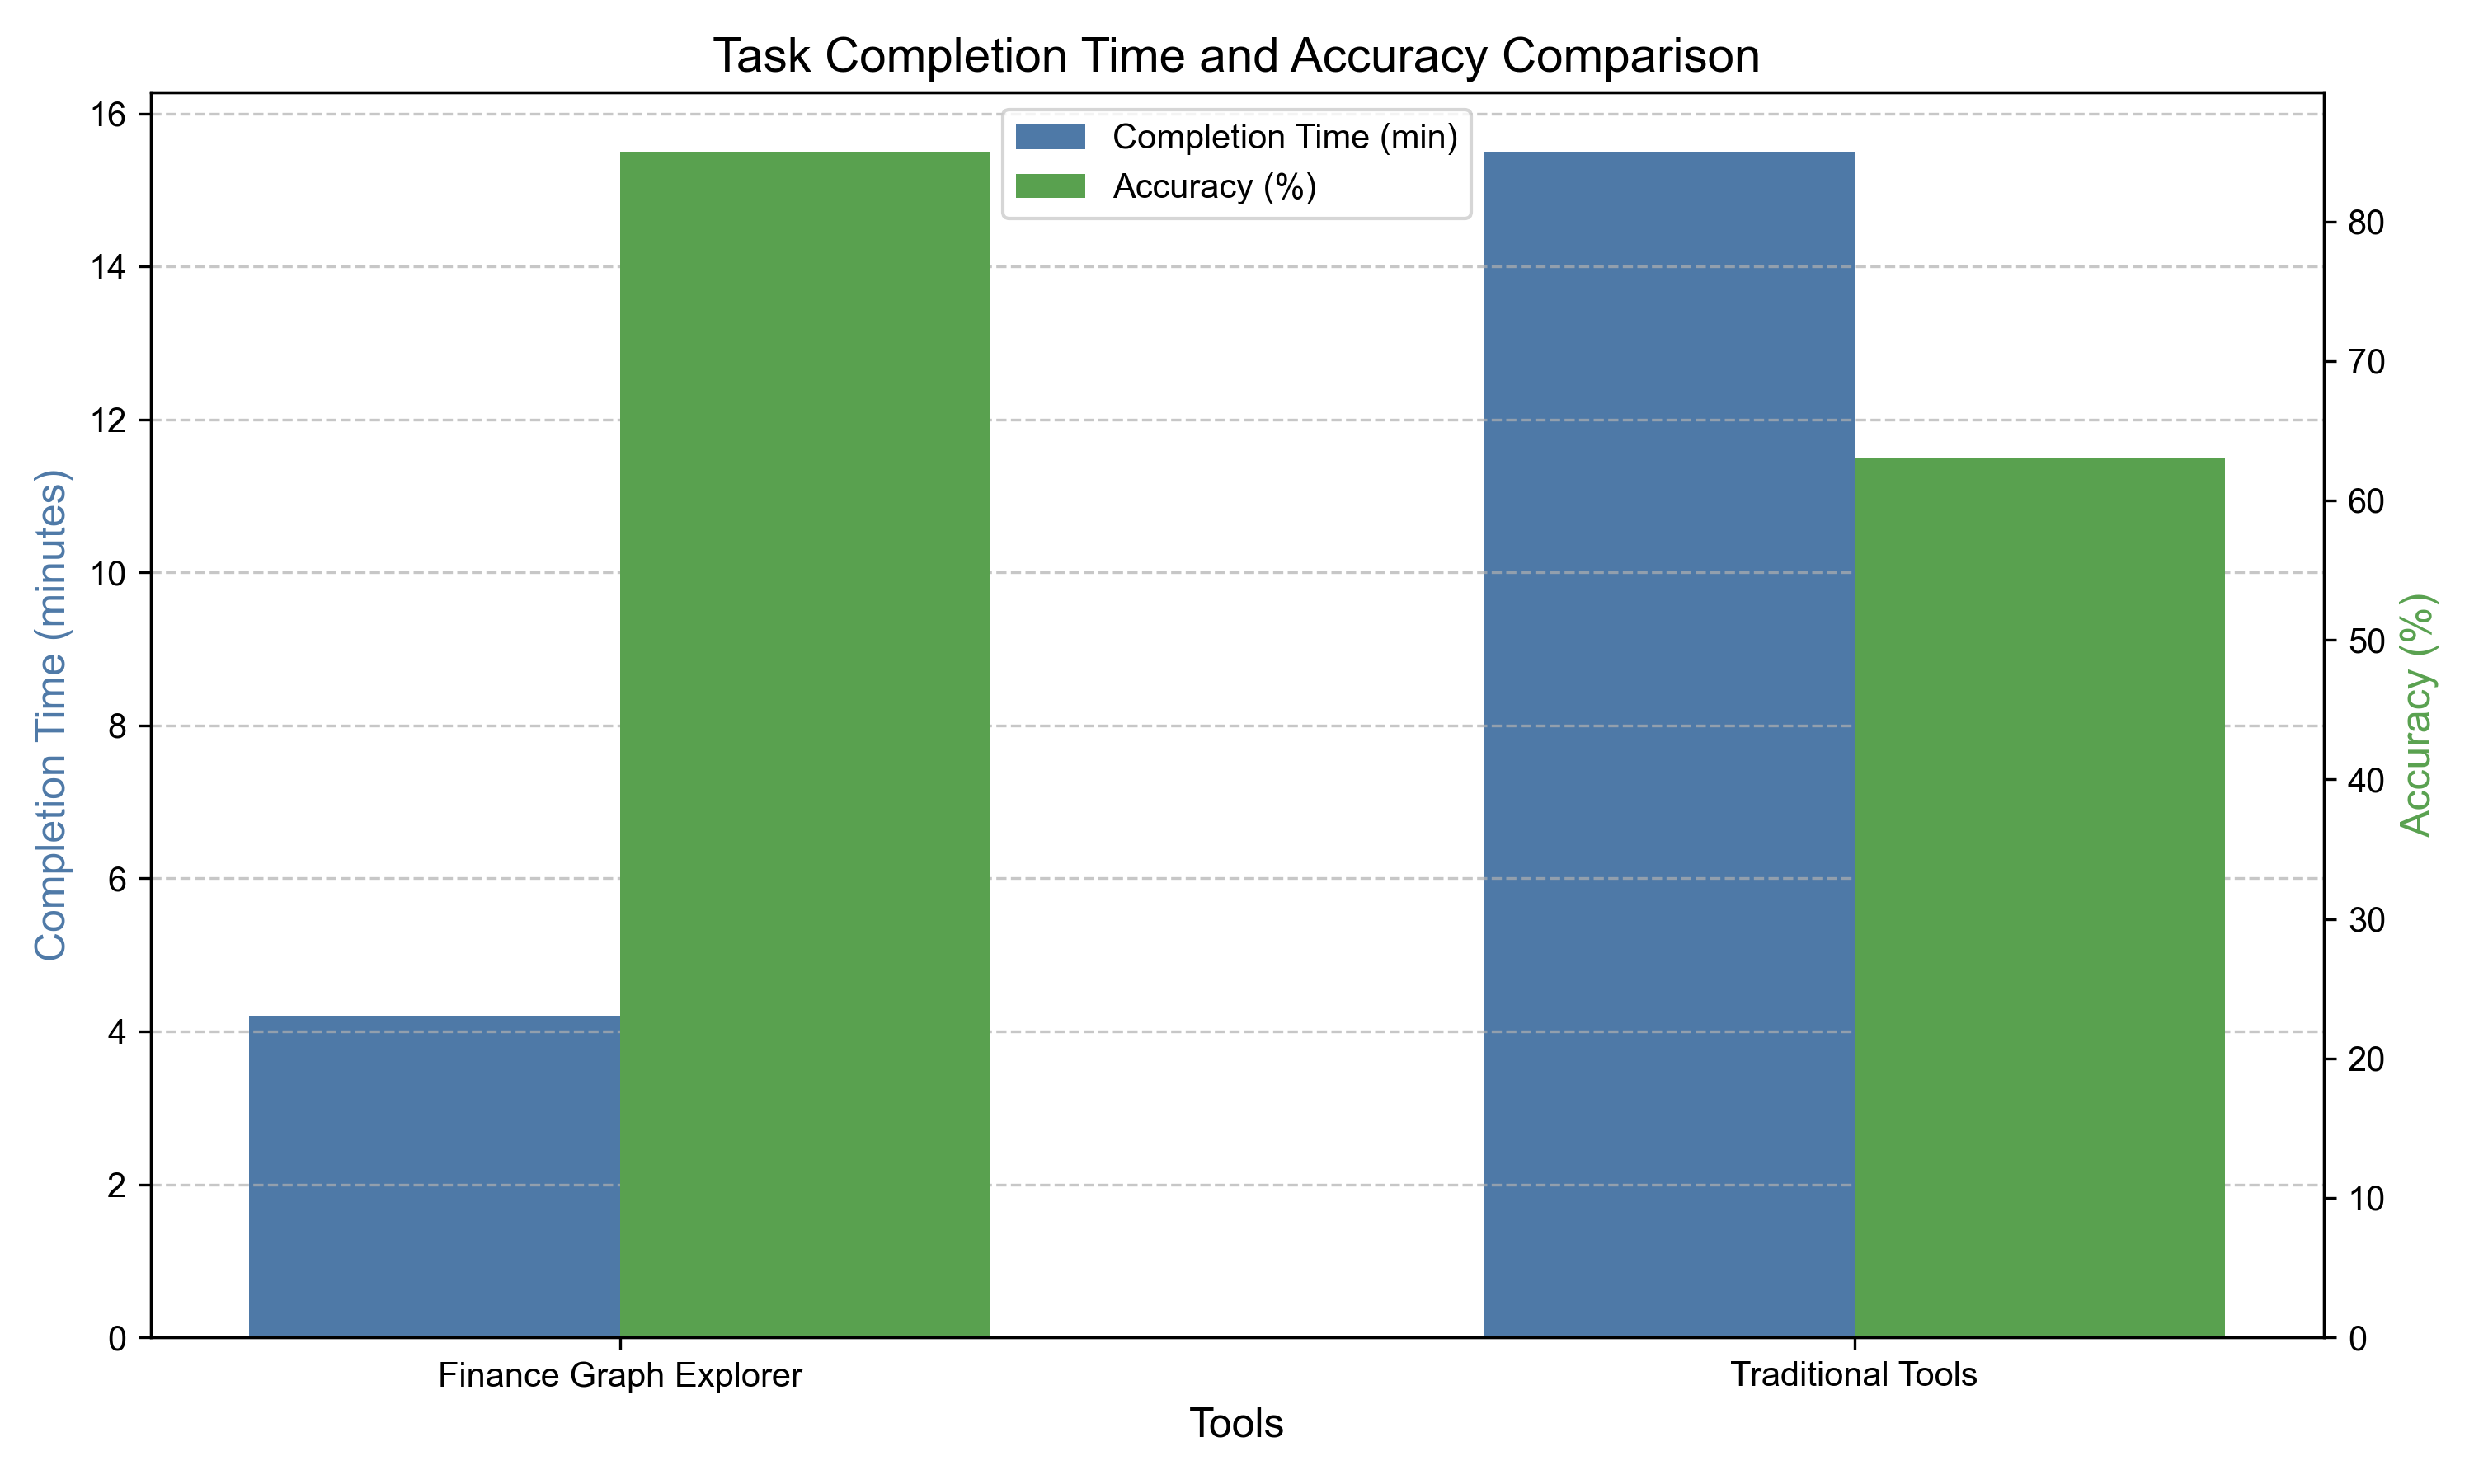 Task Completion Time and Accuracy Comparison
Completion Time (min)
Accuracy (%)
Completion Time (minutes)
16
14
12
10
8
6
4
2
0
80
70
60
50
40
30
20
10
0
Accuracy (%)
Finance Graph Explorer
Traditional Tools
Tools